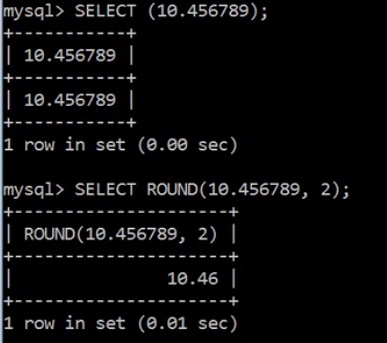 mysql> SELECT (10.456789);
+-----------+
| 10.456789 |
+-----------+
| 10.456789 |
+-----------+
1 row in set (0.00 sec)
mysql> SELECT ROUND(10.456789, 2);
+---------------------+
| ROUND(10.456789, 2) |
+---------------------+
|               10.46 |
+---------------------+
1 row in set (0.01 sec)